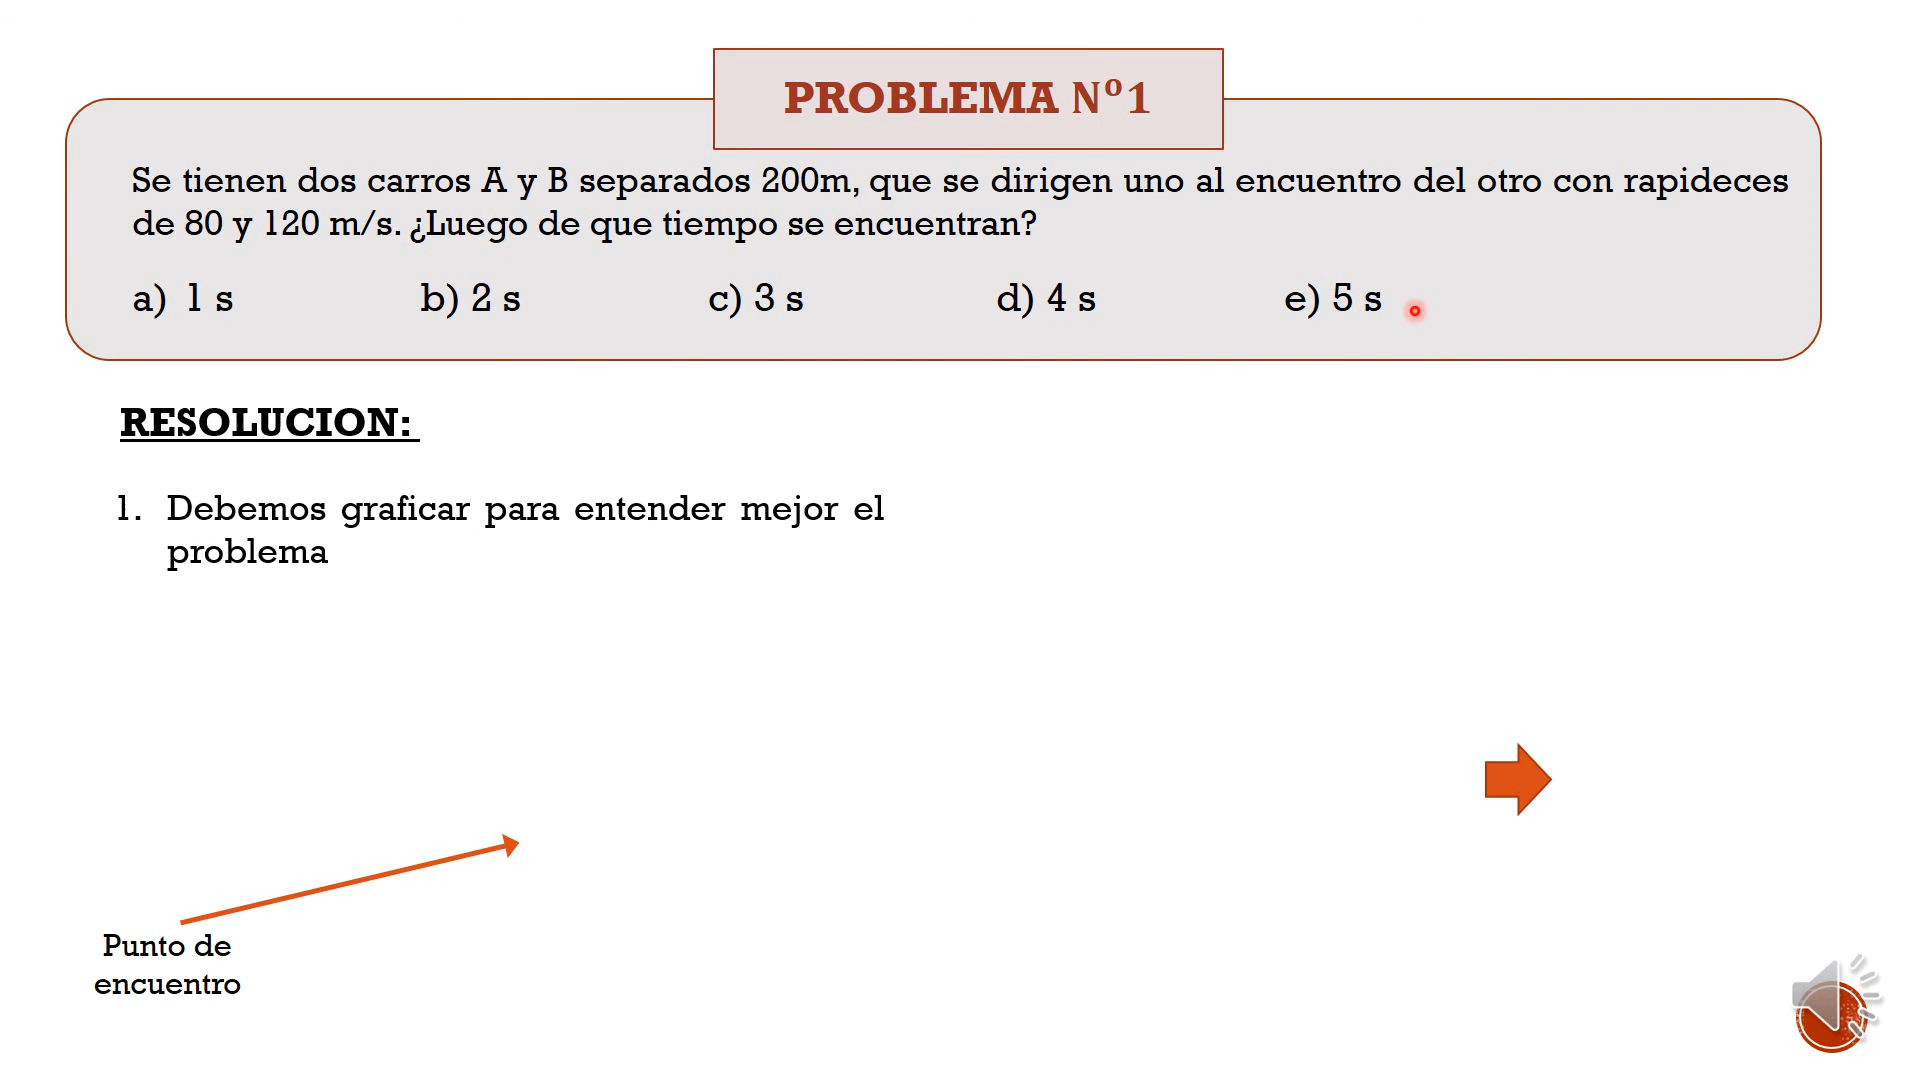 PROBLEMA Nº1
Se tienen dos carros A y B separados 200m, que se dirigen uno al encuentro del otro con rapideces
de 80 y 120 m/s. ¿Luego de que tiempo se encuentran?
a) 1 s b) 2 s c) 3 s d) 4 s e) 5 s
RESOLUCION:
1. Debemos graficar para entender mejor el
problema
Punto de
encuentro